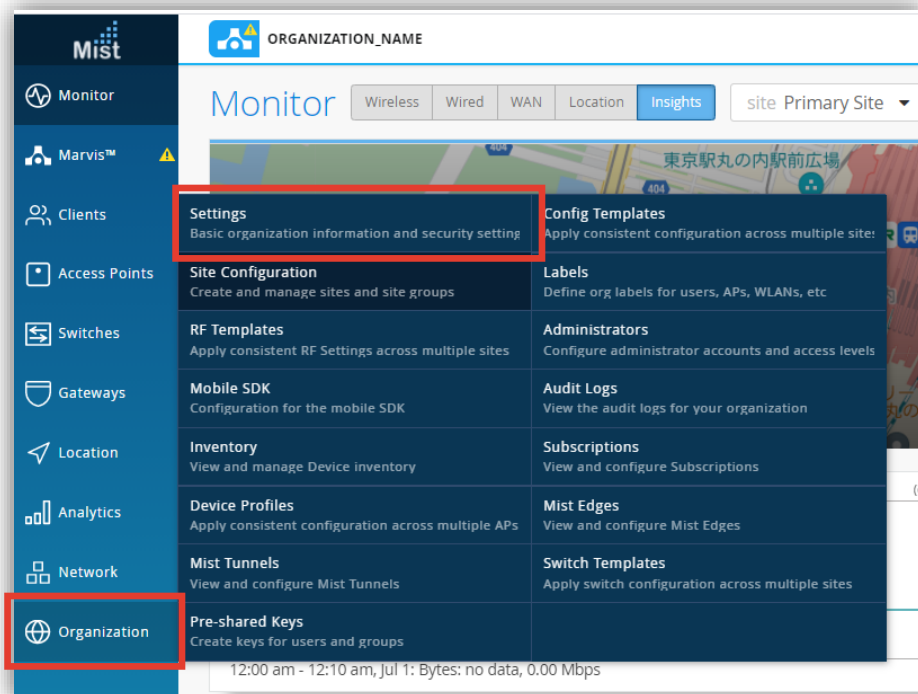 Mist
ORGANIZATION_NAME
Monitor
Marvis™
Clients
Access Points
Switches
Gateways
Location
Analytics
Network
Organization
Monitor
Wireless
Wired
WAN
Location
Insights
site Primary Site
404
東京駅丸の内駅前広場
404
Settings
Basic organization information and security setting
Config Templates
Apply consistent configuration across multiple site
Site Configuration
Create and manage sites and site groups
Labels
Define org labels for users, APs, WLANs, etc
RF Templates
Apply consistent RF Settings across multiple sites
Administrators
Configure administrator accounts and access levels
Mobile SDK
Configuration for the mobile SDK
Audit Logs
View the audit logs for your organization
Inventory
View and manage Device inventory
Subscriptions
View and configure Subscriptions
Device Profiles
Apply consistent configuration across multiple APs
Mist Edges
View and configure Mist Edges
Mist Tunnels
View and configure Mist Tunnels
Switch Templates
Apply switch configuration across multiple sites
Pre-shared Keys
Create keys for users and groups
12:00 am - 12:10 am, Jul 1: Bytes: no data, 0.00 Mbps